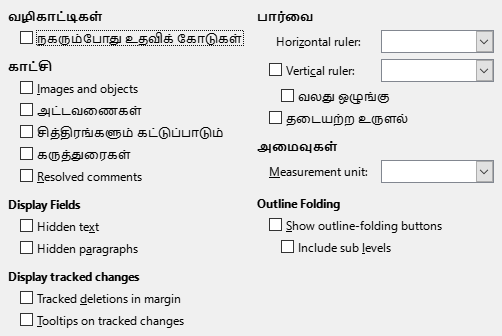 வழிகாட்டிகள்
நகரும்போது உதவிக் கோடுகள்
காட்சி
Images and objects
அட்டவணைகள்
சித்திரங்களும் கட்டுப்பாடும்
கருத்துரைகள்
Resolved comments
Display Fields
Hidden text
Hidden paragraphs
Display tracked changes
Tracked deletions in margin
Tooltips on tracked changes
பார்வை
Horizontal ruler:
Vertical ruler:
வலது ஒழுங்கு
தடையற்ற உருளல்
அமைவுகள்
Measurement unit:
Outline Folding
Show outline-folding buttons
Include sub levels